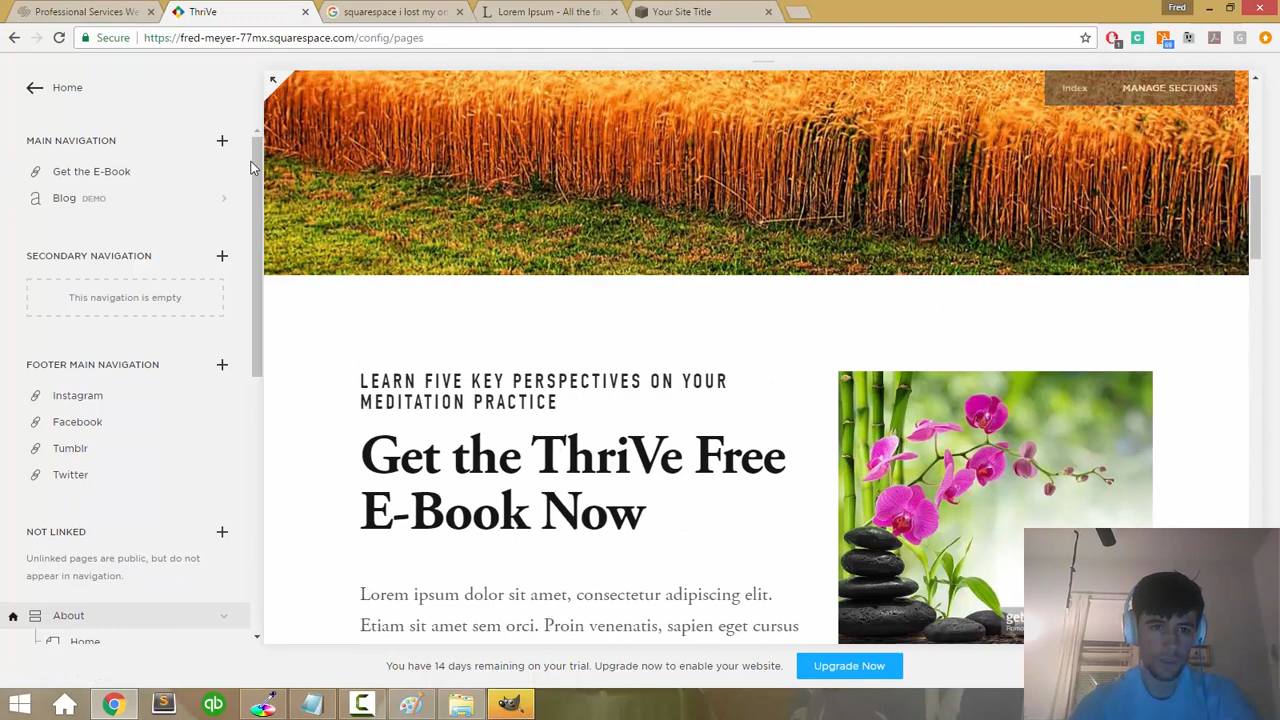 Professional Services We
ThriVe
squarespace i lost my on
Lorem Ipsum - All the fa
Your Site Title
Fred
Secure
https://fred-meyer-77mx.squarespace.com/config/pages
Home
Index
MANAGE SECTIONS
MAIN NAVIGATION
Get the E-Book
Blog DEMO
SECONDARY NAVIGATION
This navigation is empty
FOOTER MAIN NAVIGATION
Instagram
Facebook
Tumblr
Twitter
NOT LINKED
Unlinked pages are public, but do not
appear in navigation.
About
Home
LEARN FIVE KEY PERSPECTIVES ON YOUR
MEDITATION PRACTICE
Get the ThriVe Free
E-Book Now
Lorem ipsum dolor sit amet, consectetur adipiscing elit.
Etiam sit amet sem orci. Proin venenatis, sapien eget cursus
You have 14 days remaining on your trial. Upgrade now to enable your website.
Upgrade Now